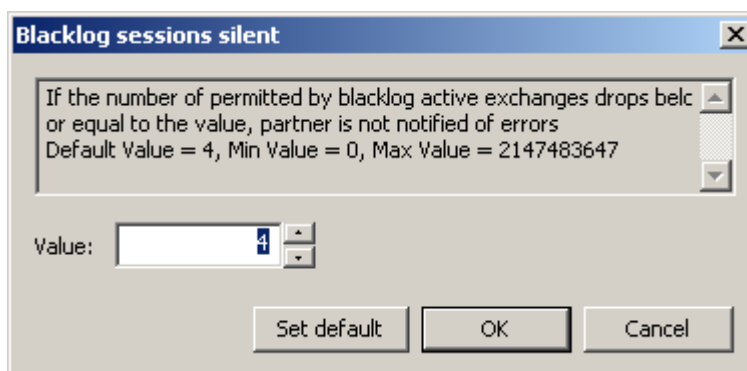 Blacklog sessions silent
If the number of permitted by blacklog active exchanges drops belc
or equal to the value, partner is not notified of errors
Default Value = 4, Min Value = 0, Max Value = 2147483647
Value: 4
Set default OK Cancel